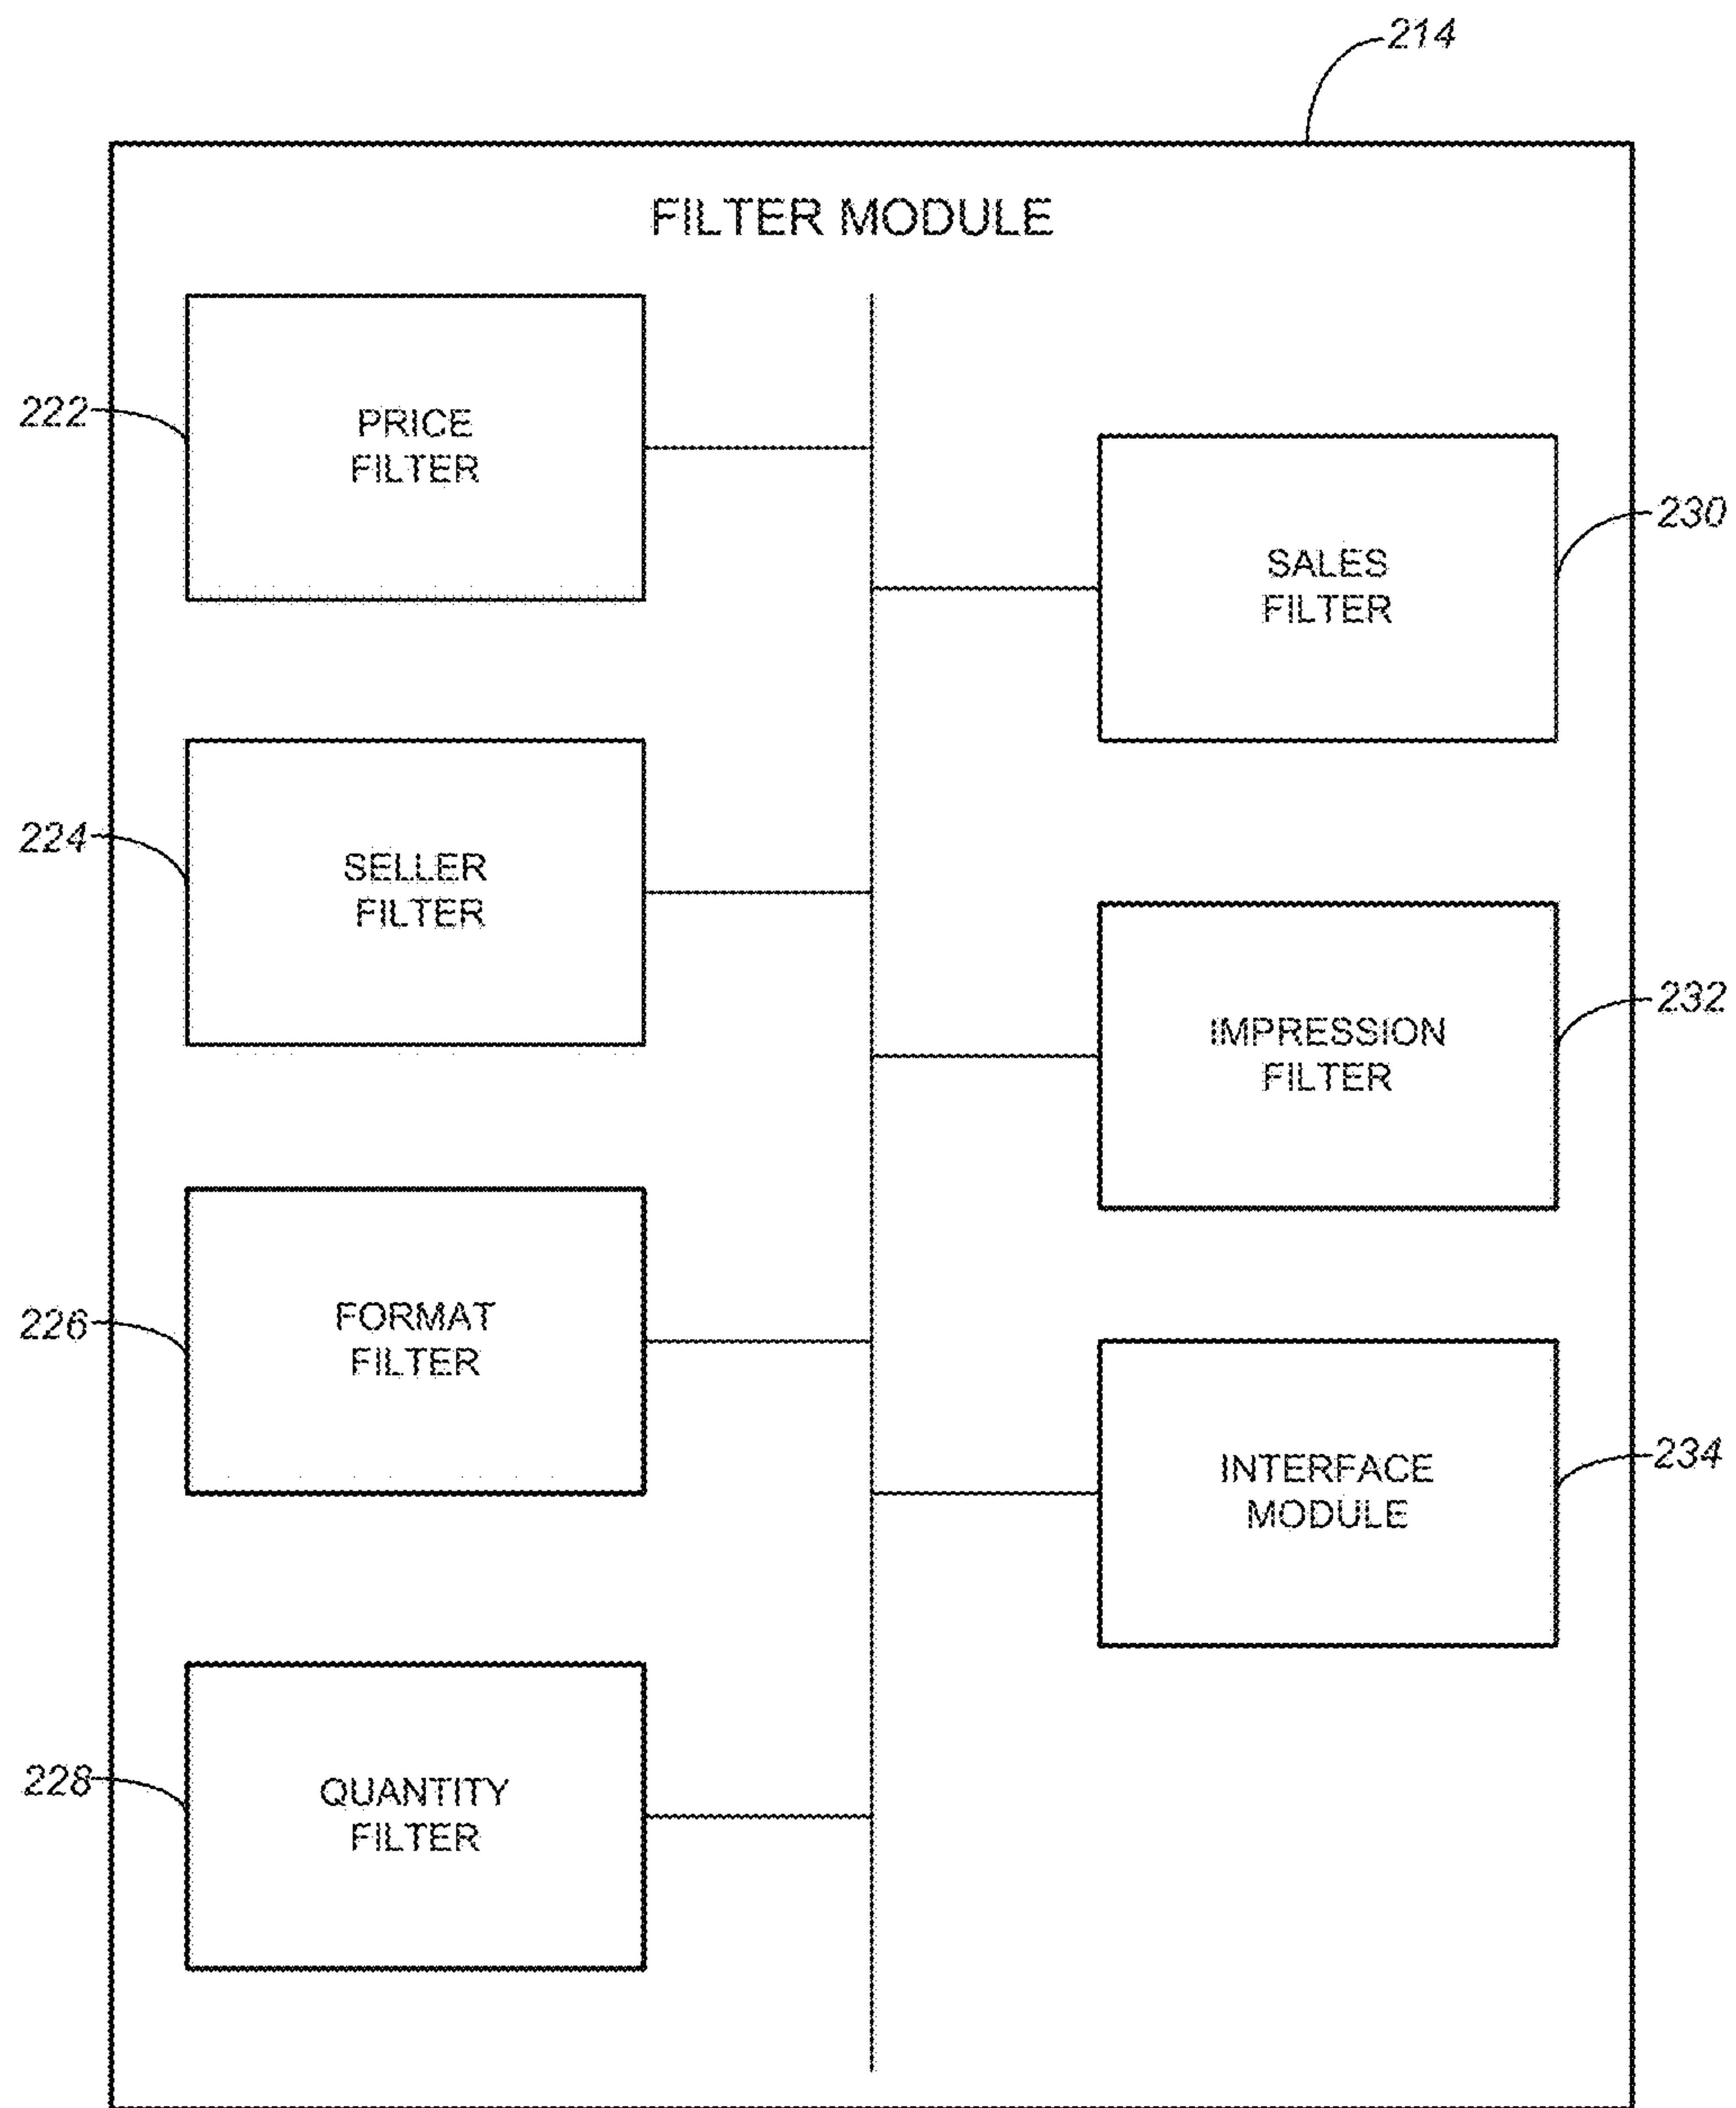 214
FILTER MODULE
222
PRICE
FILTER
230
SALES
FILTER
224
SELLER
FILTER
232
IMPRESSION
FILTER
226
FORMAT
FILTER
234
INTERFACE
MODULE
228
QUANTITY
FILTER